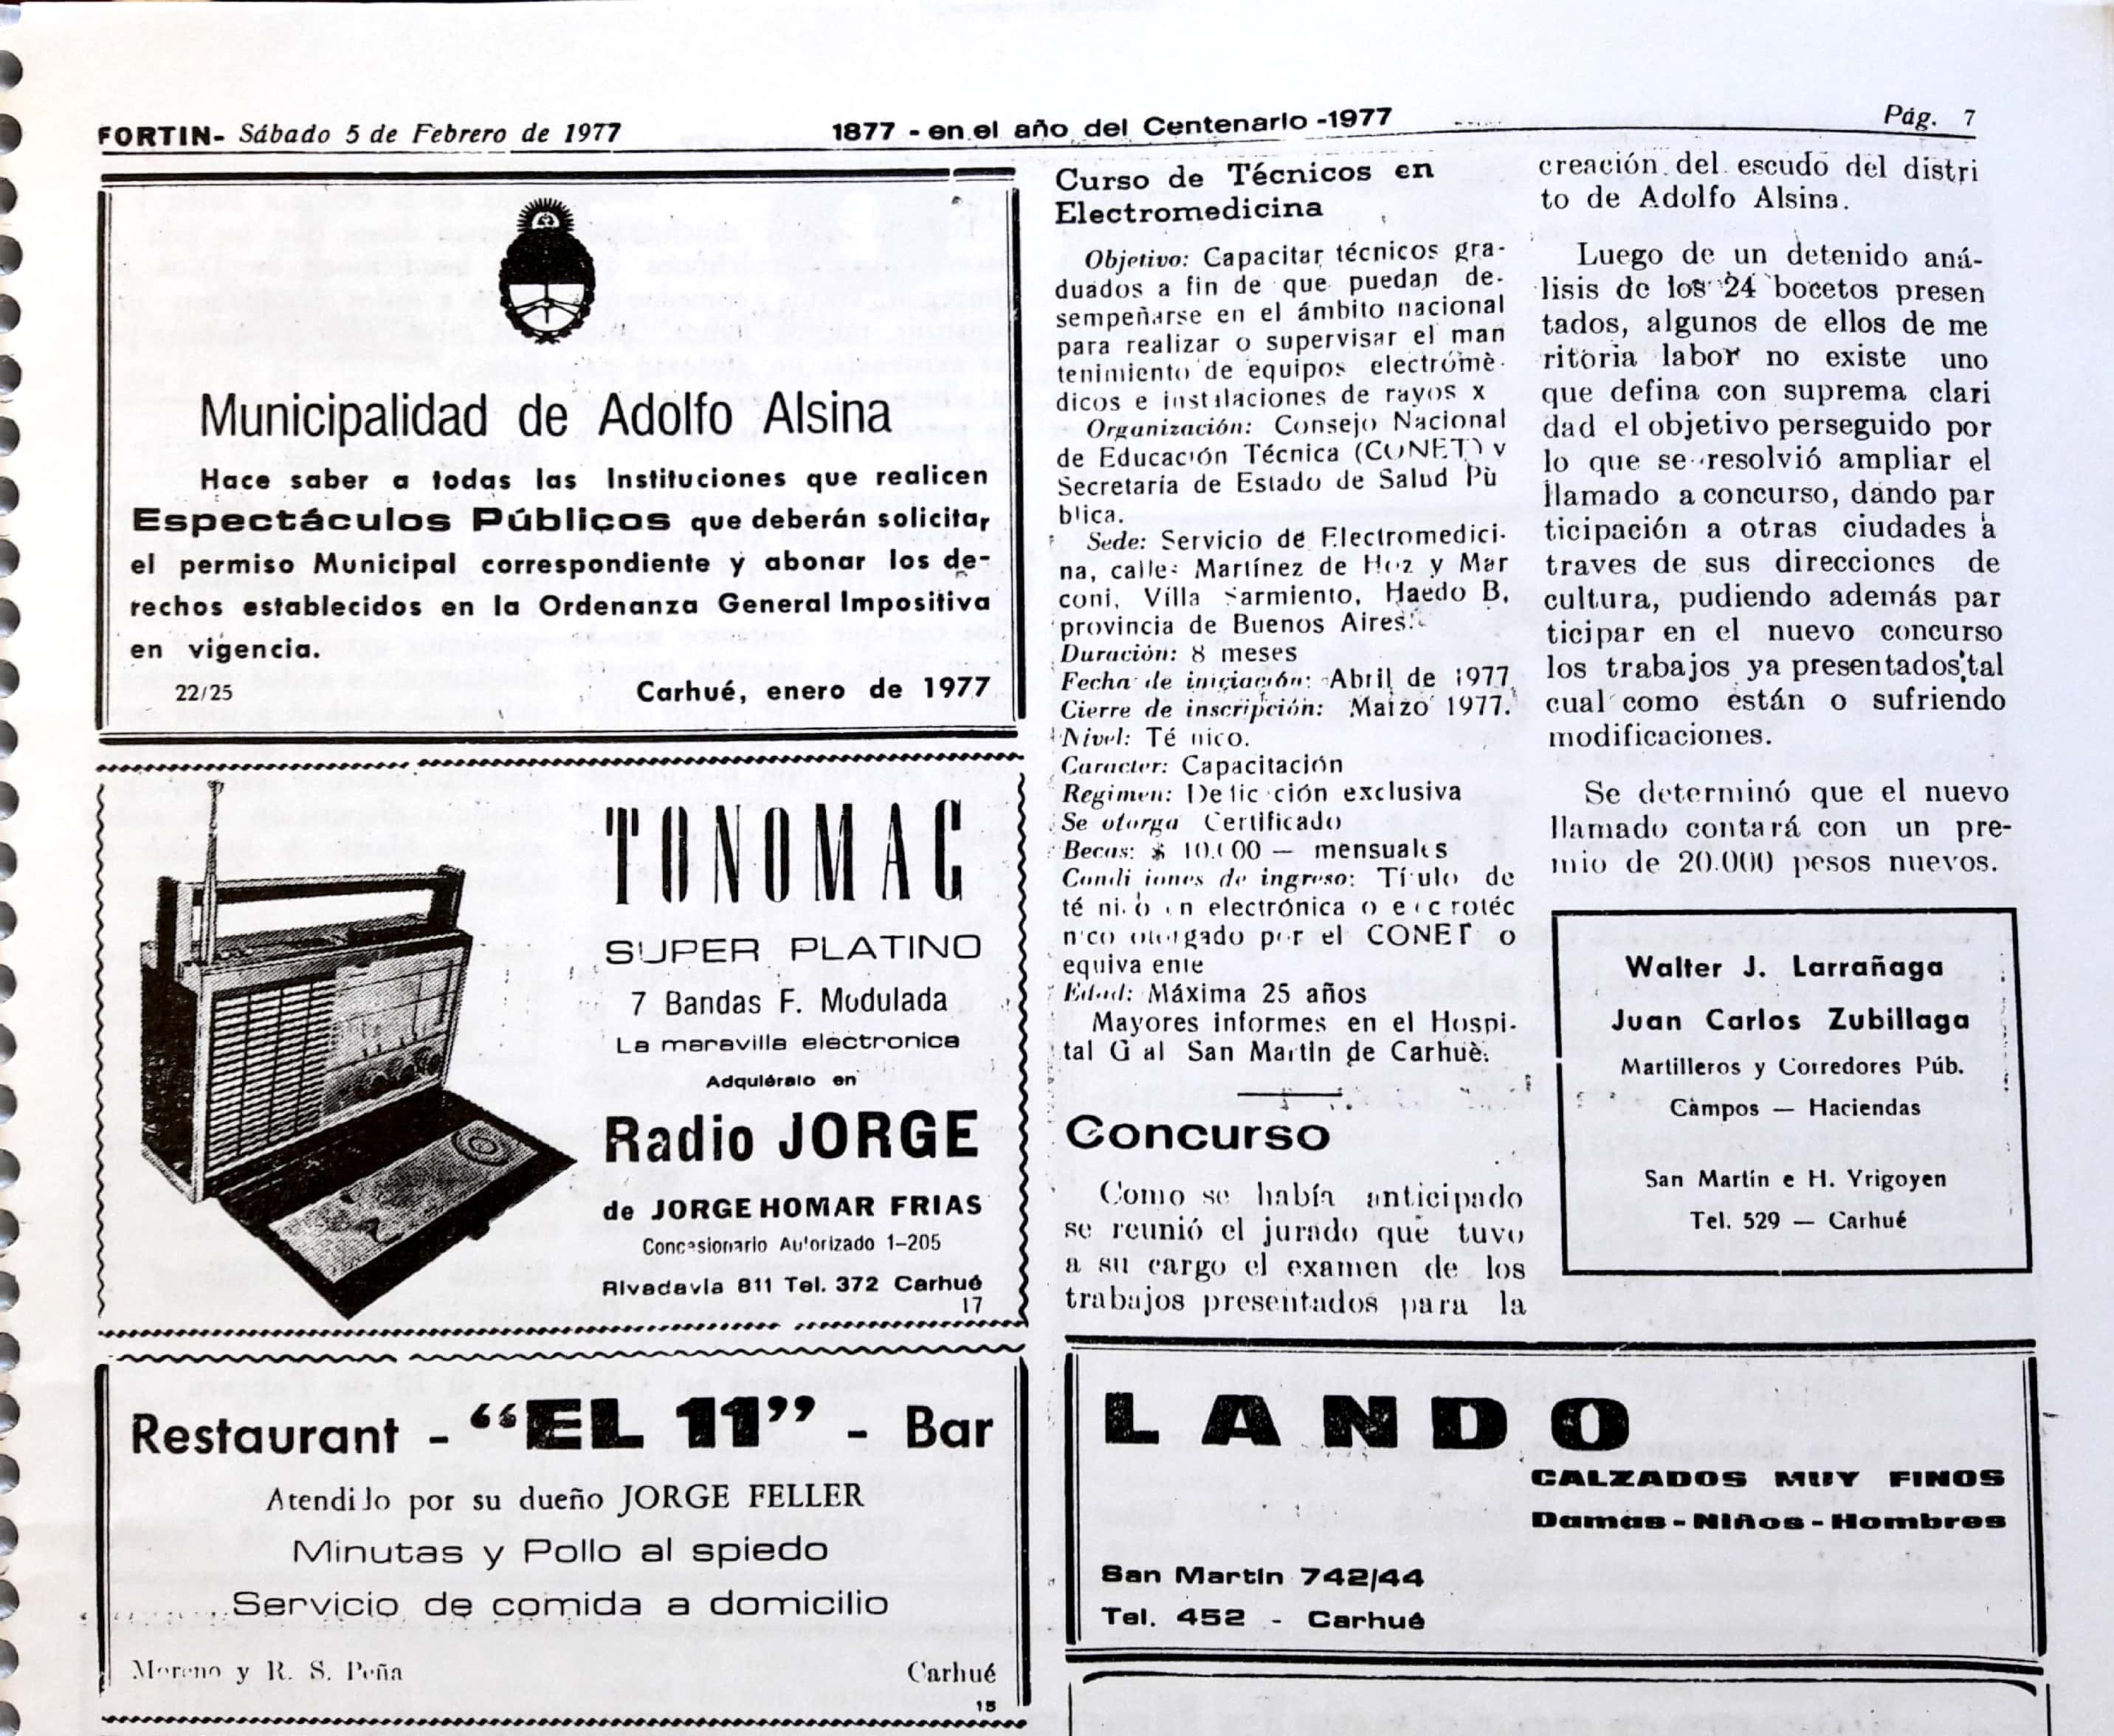 FORTIN- Sábado 5 de Febrero de 1977
1877 - en el año del Centenario -1977
Pág. 7
Municipalidad de Adolfo Alsina
Hace saber a todas las Instituciones que realicen
Espectáculos Públicos que deberán solicitar
el permiso Municipal correspondiente y abonar los de-
rechos establecidos en la Ordenanza General Impositiva
en vigencia.
22/25
Carhué, enero de 1977
TONOMAC
SUPER PLATINO
7 Bandas F. Modulada
La maravilla electronica
Adquiéralo en
Radio JORGE
de JORGE HOMAR FRIAS
Concesionario Autorizado 1-205
Rivadavia 811 Tel. 372 Carhué
17
Restaurant - "EL 11" - Bar
Atendido por su dueño JORGE FELLER
Minutas y Pollo al spiedo
Servicio de comida a domicilio
Moreno y R. S. Peña
Carhué
15
Curso de Técnicos en
Electromedicina
Objetivo: Capacitar técnicos gra-
duados a fin de que puedan de-
sempeñarse en el ámbito nacional
para realizar o supervisar el man
tenimiento de equipos electromè-
dicos e instalaciones de rayos x
Organización: Consejo Nacional
de Educación Técnica (CONET) y
Secretaría de Estado de Salud Pù
blica.
Sede: Servicio de Electromedici-
na, calles Martínez de Hoz y Mar
coni, Villa Sarmiento, Haedo B,
provincia de Buenos Aires.
Duración: 8 meses
Fecha de iniciación: Abril de 1977
Cierre de inscripción: Marzo 1977.
Nivel: Técnico.
Caracter: Capacitación
Regimen: Dedicación exclusiva
Se otorga Certificado
Becas: $ 10.000 — mensuales
Condiciones de ingreso: Título de
técnico en electrónica o electrotéc
nico otorgado por el CONET o
equivalente
Edad: Máxima 25 años
Mayores informes en el Hospi-
tal Gral San Martin de Carhuè.
Concurso
Como se había anticipado
se reunió el jurado que tuvo
a su cargo el examen de los
trabajos presentados para la
creación del escudo del distri
to de Adolfo Alsina.
Luego de un detenido aná-
lisis de los 24 bocetos presen
tados, algunos de ellos de me
ritoria labor no existe uno
que defina con suprema clari
dad el objetivo perseguido por
lo que se resolvió ampliar el
llamado a concurso, dando par
ticipación a otras ciudades a
traves de sus direcciones de
cultura, pudiendo además par
ticipar en el nuevo concurso
los trabajos ya presentados tal
cual como están o sufriendo
modificaciones.
Se determinó que el nuevo
llamado contará con un pre-
mio de 20.000 pesos nuevos.
Walter J. Larrañaga
Juan Carlos Zubillaga
Martilleros y Corredores Púb.
Campos — Haciendas
San Martín e H. Yrigoyen
Tel. 529 — Carhué
LANDO
CALZADOS MUY FINOS
Damas - Niños - Hombres
San Martin 742/44
Tel. 452 - Carhué